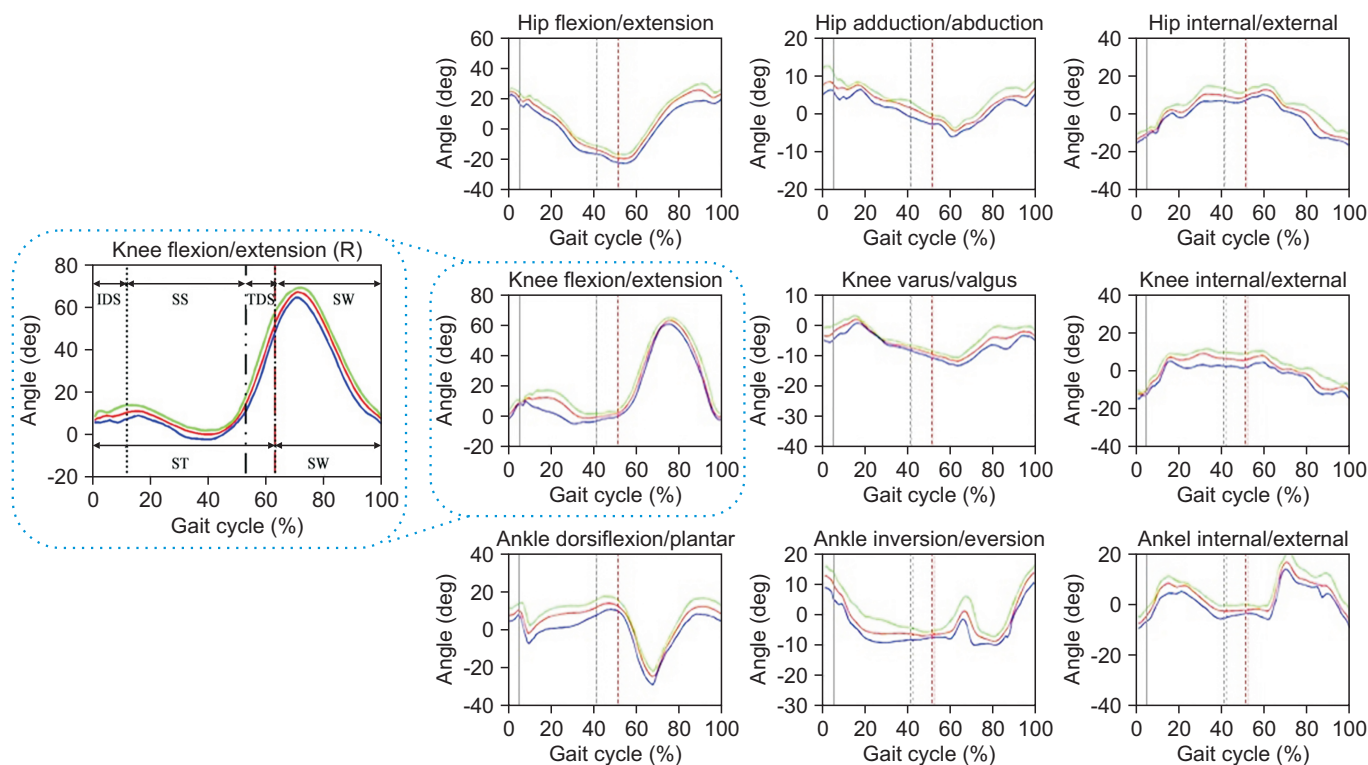 Hip flexion/extension
Angle (deg)
60
40
20
0
-20
-40
0 20 40 60 80 100
Gait cycle (%)
Hip adduction/abduction
Angle (deg)
20
10
0
-10
-20
0 20 40 60 80 100
Gait cycle (%)
Hip internal/external
Angle (deg)
40
20
0
-20
-40
0 20 40 60 80 100
Gait cycle (%)
Knee flexion/extension (R)
Angle (deg)
80
60
40
20
0
-20
IDS SS TDS SW
ST SW
0 20 40 60 80 100
Gait cycle (%)
Knee flexion/extension
Angle (deg)
80
60
40
20
0
-20
0 20 40 60 80 100
Gait cycle (%)
Knee varus/valgus
Angle (deg)
10
0
-10
-20
-30
-40
0 20 40 60 80 100
Gait cycle (%)
Knee internal/external
Angle (deg)
40
20
0
-20
-40
0 20 40 60 80 100
Gait cycle (%)
Ankle dorsiflexion/plantar
Angle (deg)
40
20
0
-20
-40
0 20 40 60 80 100
Gait cycle (%)
Ankle inversion/eversion
Angle (deg)
20
10
0
-10
-20
-30
0 20 40 60 80 100
Gait cycle (%)
Ankel internal/external
Angle (deg)
20
0
-20
-40
0 20 40 60 80 100
Gait cycle (%)